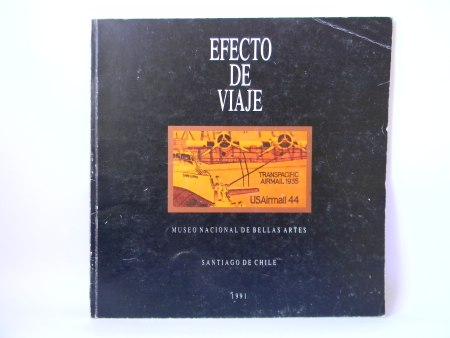 EFECTO
DE
VIAJE
TRANSPACIFIC
AIRMAIL 1935
USAirmail 44
MUSEO NACIONAL DE BELLAS ARTES
SANTIAGO DE CHILE
1991